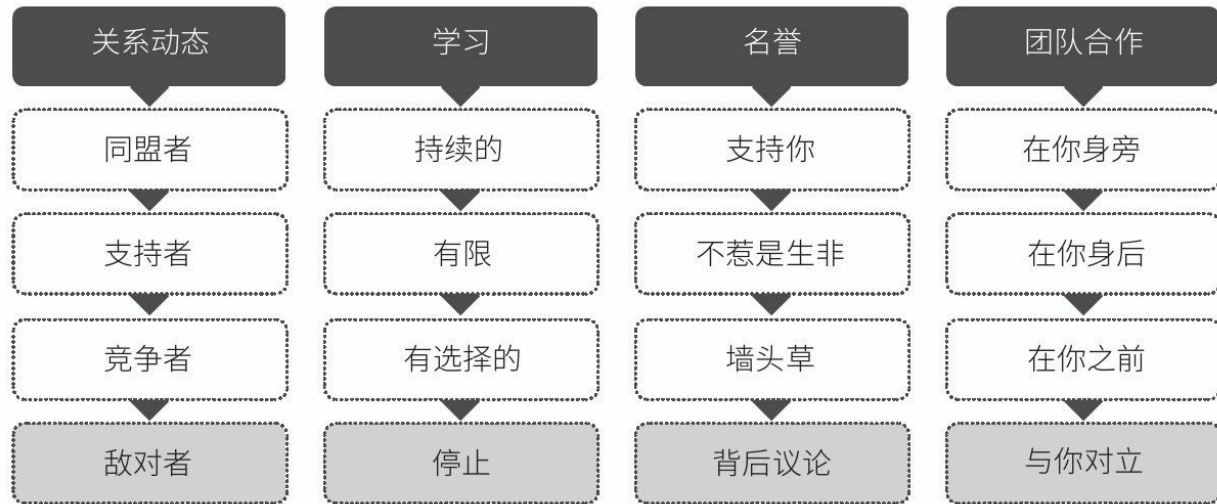 关系动态
同盟者
支持者
竞争者
敌对者
学习
持续的
有限
有选择的
停止
名誉
支持你
不惹是生非
墙头草
背后议论
团队合作
在你身旁
在你身后
在你之前
与你对立